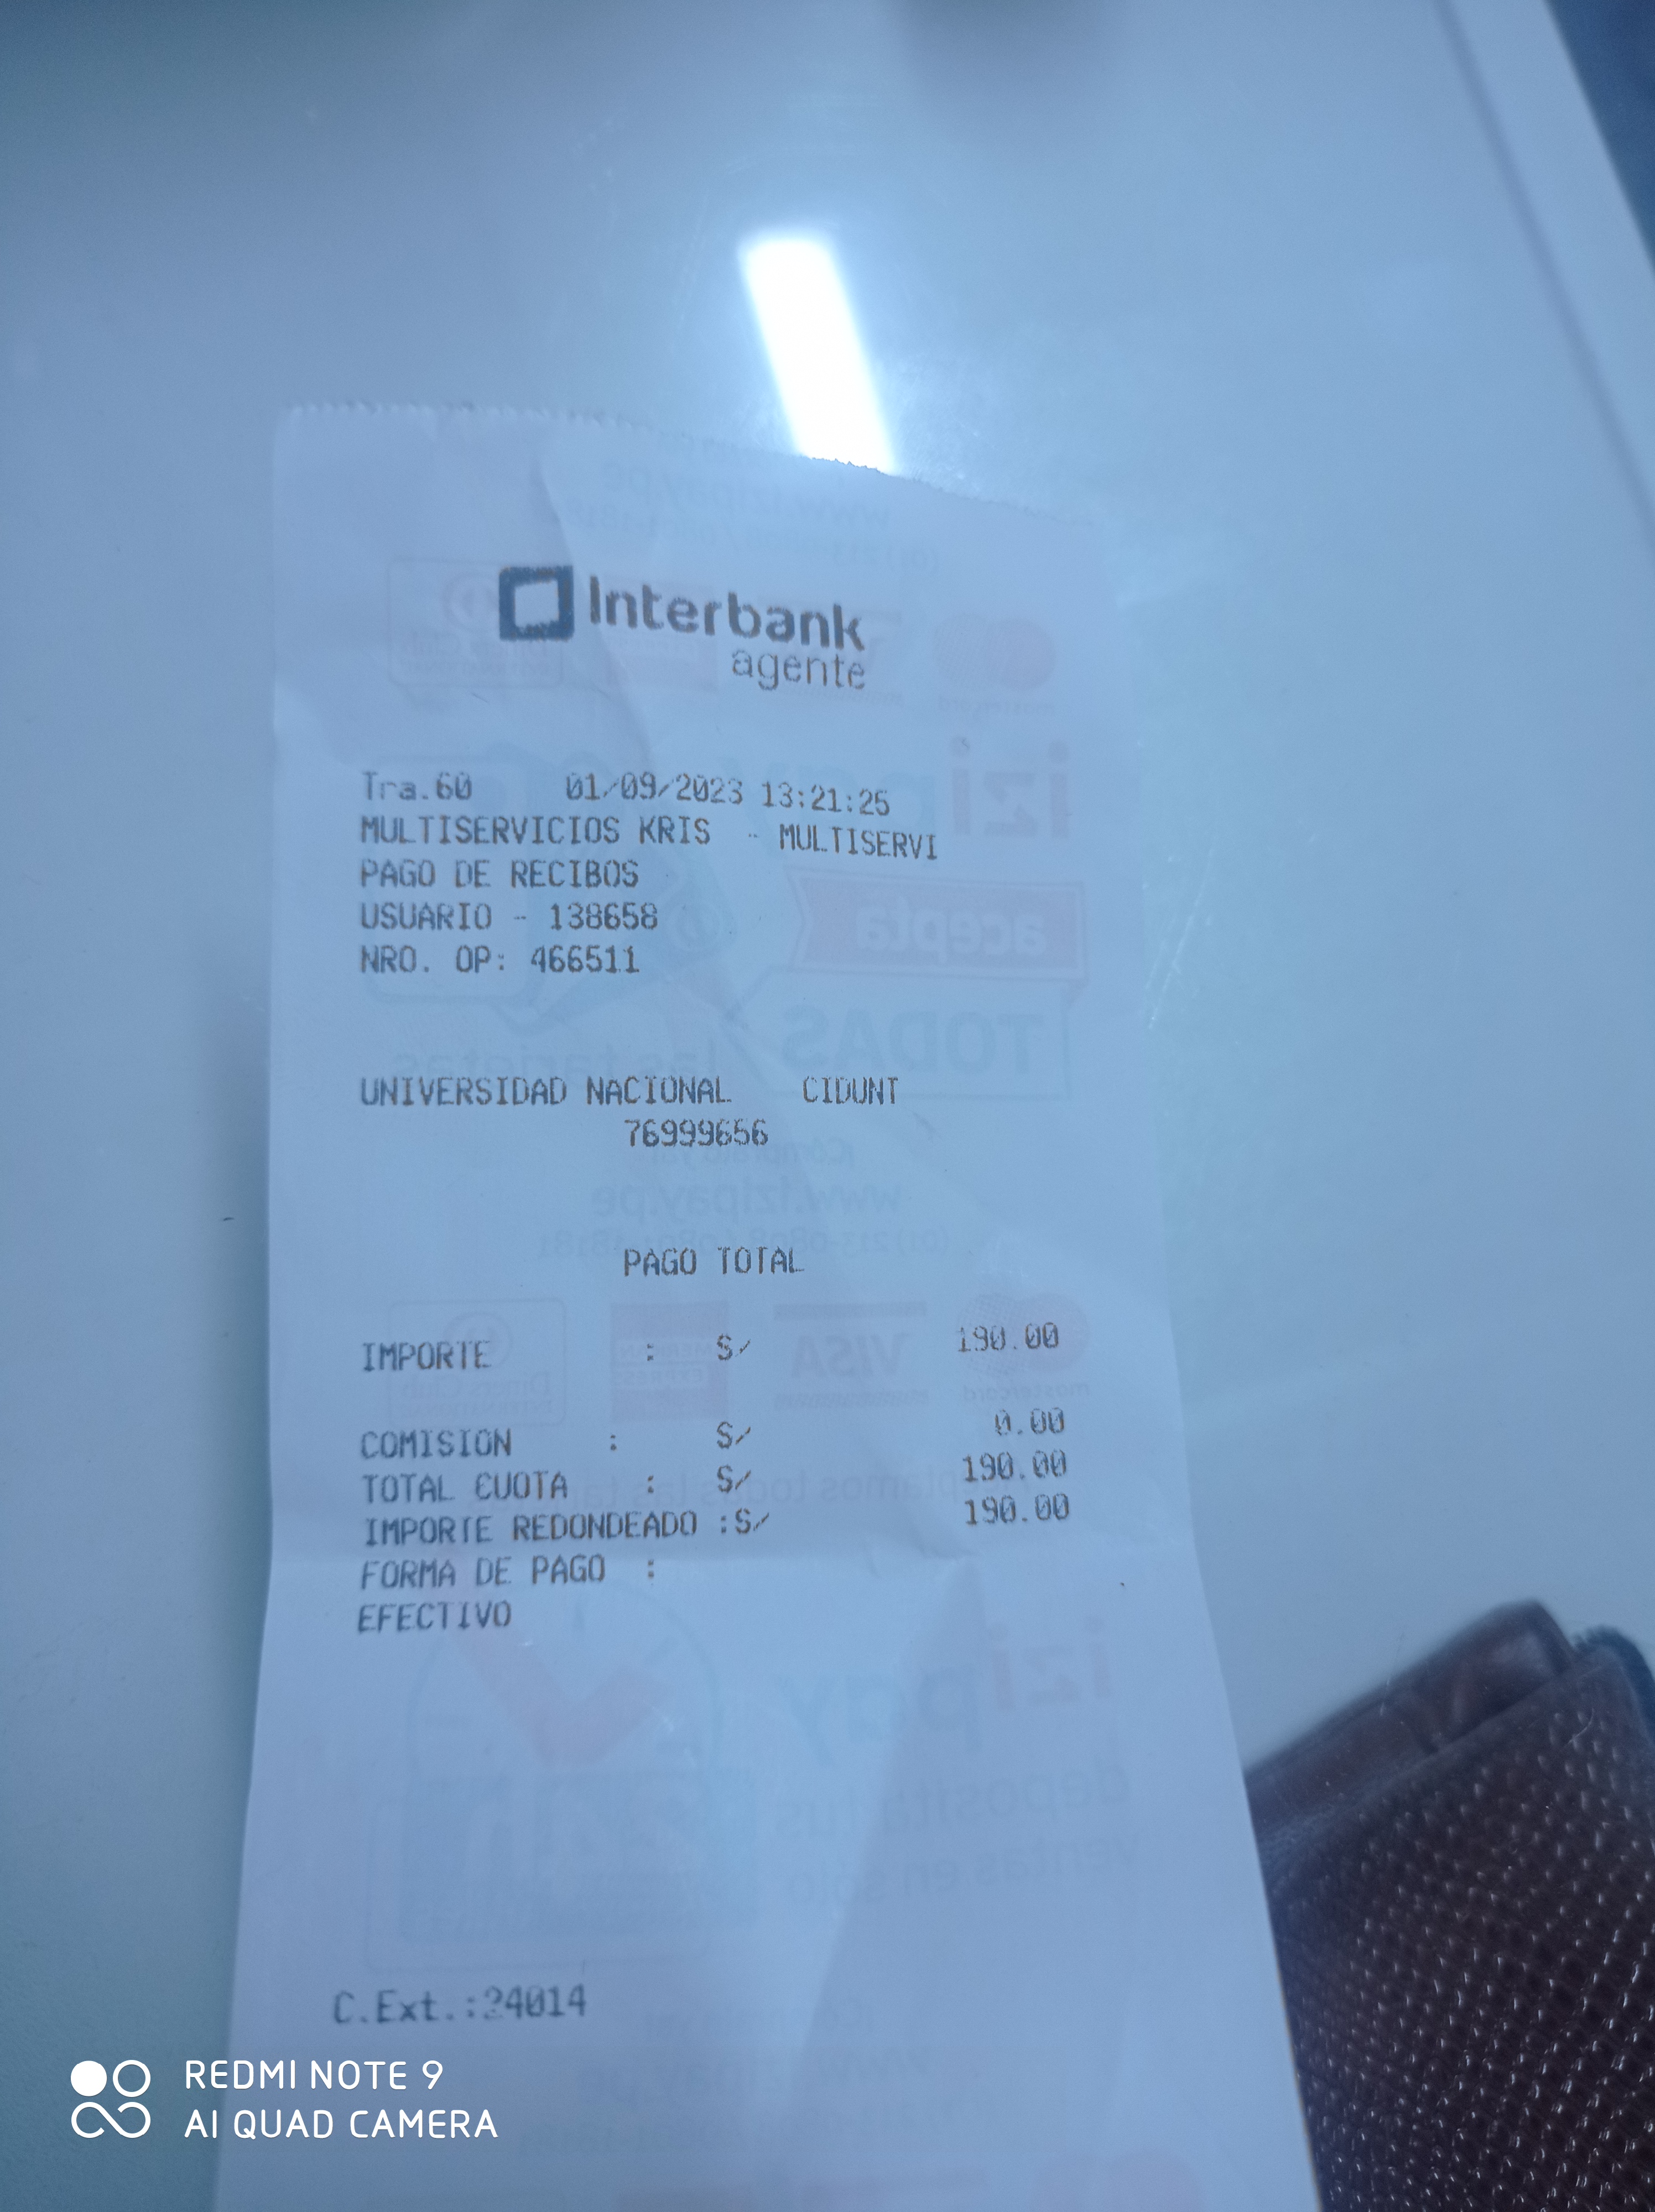 Interbank
agente
Tra.60 01/09/2023 13:21:25
MULTISERVICIOS KRIS - MULTISERVI
PAGO DE RECIBOS
USUARIO - 138658
NRO. OP: 466511
UNIVERSIDAD NACIONAL CIDUNT
76999656
PAGO TOTAL
IMPORTE : S/ 190.00
COMISION : S/ 0.00
TOTAL CUOTA : S/ 190.00
IMPORTE REDONDEADO :S/ 190.00
FORMA DE PAGO :
EFECTIVO
C.Ext.:24014
REDMI NOTE 9
AI QUAD CAMERA